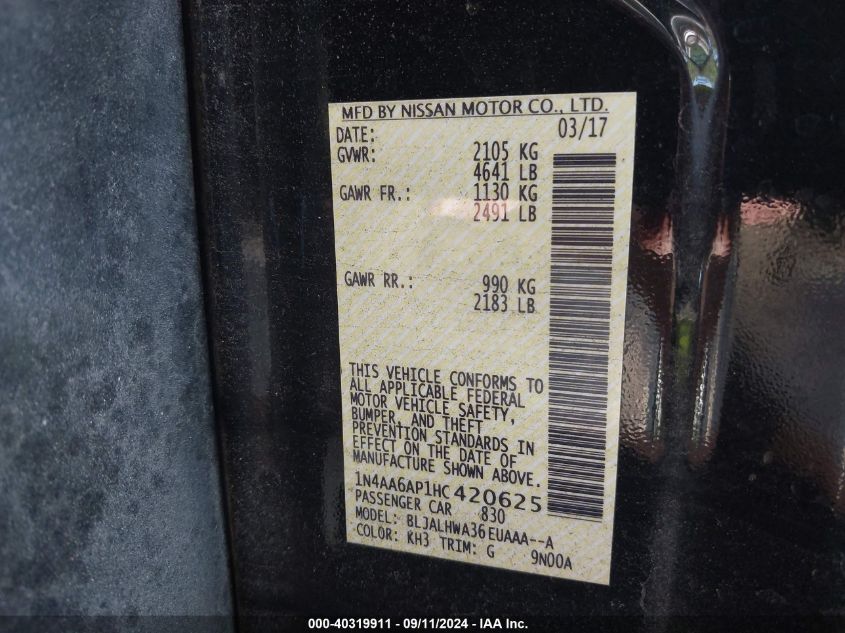 MFD BY NISSAN MOTOR CO., LTD.
DATE: 03/17
GVWR: 2105 KG
4641 LB
GAWR FR.: 1130 KG
2491 LB
GAWR RR.: 990 KG
2183 LB
THIS VEHICLE CONFORMS TO
ALL APPLICABLE FEDERAL
MOTOR VEHICLE SAFETY,
BUMPER, AND THEFT
PREVENTION STANDARDS IN
EFFECT ON THE DATE OF
MANUFACTURE SHOWN ABOVE.
1N4AA6AP1HC420625
PASSENGER CAR 830
MODEL: BLJALHWA36EUAAA--A
COLOR: KH3 TRIM: G 9N00A
000-40319911 - 09/11/2024 - IAA Inc.